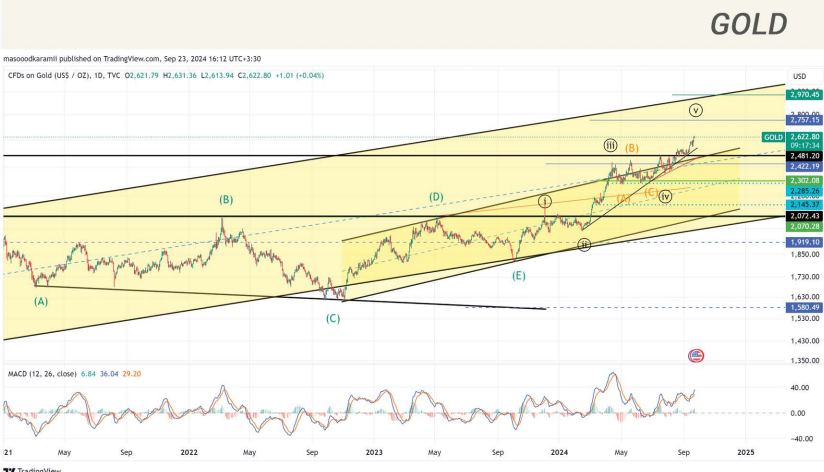 GOLD
masooodkaramii published on TradingView.com, Sep 23, 2024 16:12 UTC+3:30
CFDs on Gold (US$ / OZ), 1D, TVC O2,621.79 H2,631.36 L2,613.94 C2,622.80 +1.01 (+0.04%)
USD
2,970.45
v
2,757.15
GOLD 2,622.80
09:17:34
iii (B)
2,481.20
2,422.19
2,302.08
(A) (C) iv
2,285.26
(B) (D) i
2,145.37
2,072.43
2,070.28
ii
1,919.10
1,850.00
(E)
1,730.00
(A)
1,630.00
(C)
1,580.49
1,530.00
1,430.00
1,350.00
MACD (12, 26, close) 6.84 36.04 29.20
40.00
0.00
−40.00
21 May Sep 2022 May Sep 2023 May Sep 2024 May Sep 2025
TradingView